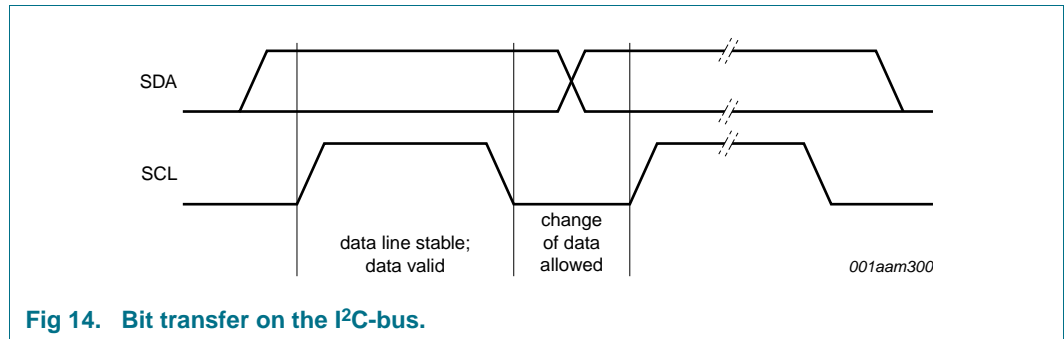 SDA
SCL
data line stable;
data valid
change
of data
allowed
001aam300
Fig 14. Bit transfer on the I²C-bus.